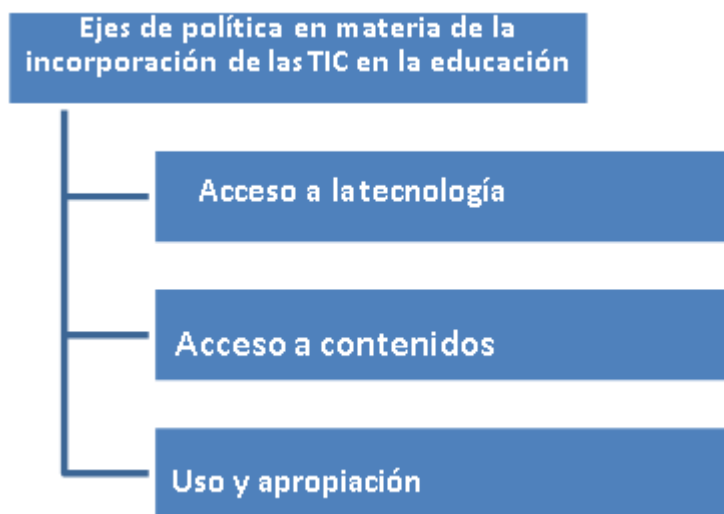 Ejes de política en materia de la
incorporación de las TIC en la educación
Acceso a la tecnología
Acceso a contenidos
Uso y apropiación